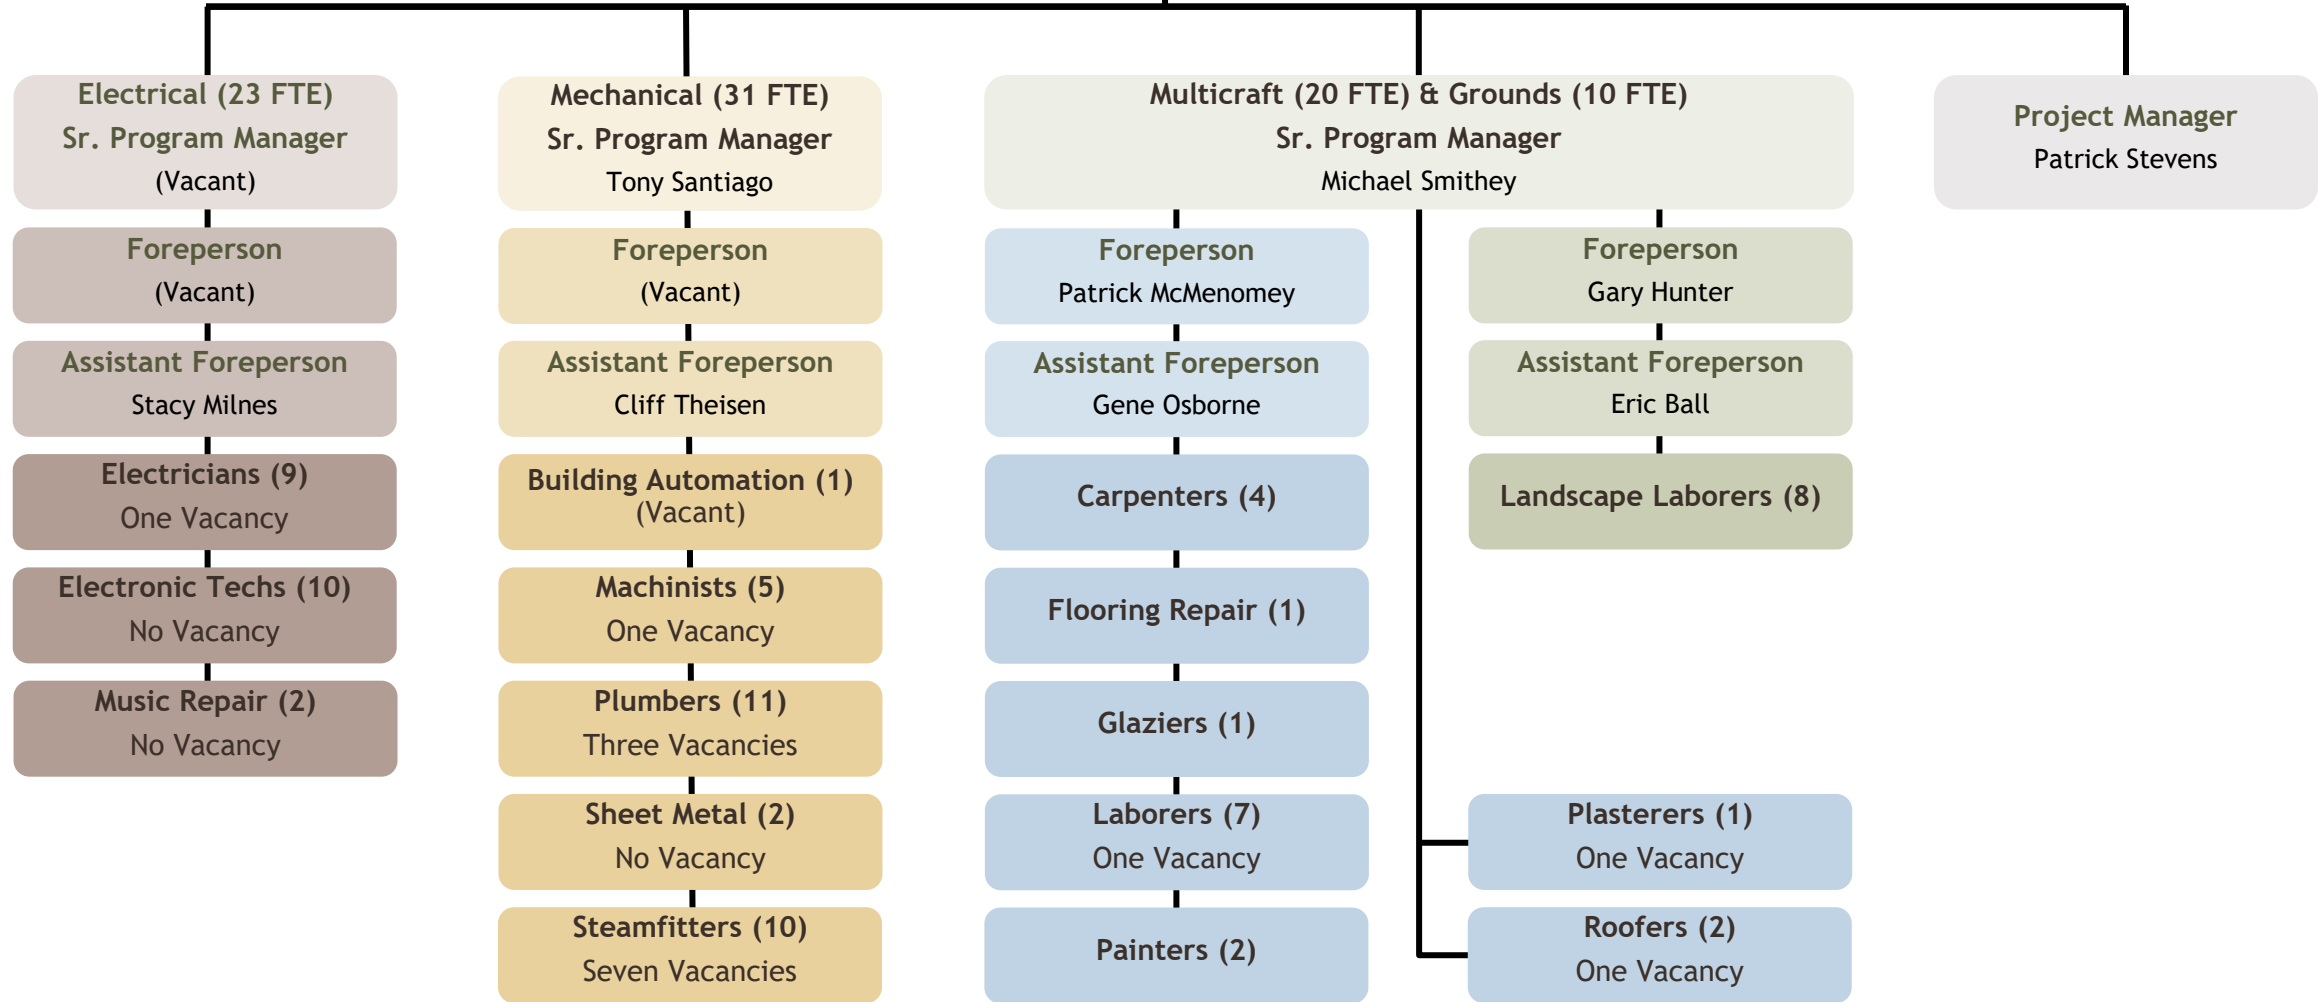 Electrical (23 FTE)
Sr. Program Manager
(Vacant)
Foreperson
(Vacant)
Assistant Foreperson
Stacy Milnes
Electricians (9)
One Vacancy
Electronic Techs (10)
No Vacancy
Music Repair (2)
No Vacancy
Mechanical (31 FTE)
Sr. Program Manager
Tony Santiago
Foreperson
(Vacant)
Assistant Foreperson
Cliff Theisen
Building Automation (1)
(Vacant)
Machinists (5)
One Vacancy
Plumbers (11)
Three Vacancies
Sheet Metal (2)
No Vacancy
Steamfitters (10)
Seven Vacancies
Multicraft (20 FTE) & Grounds (10 FTE)
Sr. Program Manager
Michael Smithey
Foreperson
Patrick McMenomey
Assistant Foreperson
Gene Osborne
Carpenters (4)
Flooring Repair (1)
Glaziers (1)
Laborers (7)
One Vacancy
Painters (2)
Foreperson
Gary Hunter
Assistant Foreperson
Eric Ball
Landscape Laborers (8)
Plasterers (1)
One Vacancy
Roofers (2)
One Vacancy
Project Manager
Patrick Stevens